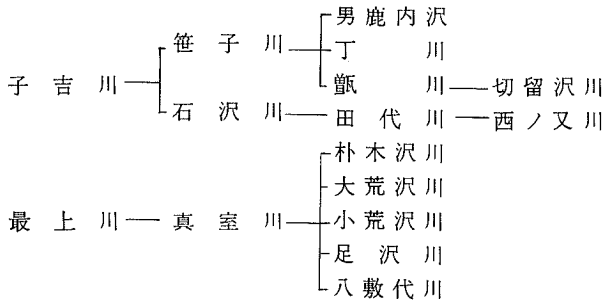 男鹿内沢
笹子川 丁川
子吉川 甑川 切留沢川
石沢川 田代川 西ノ又川
朴木沢川
大荒沢川
最上川 真室川 小荒沢川
足沢川
八敷代川